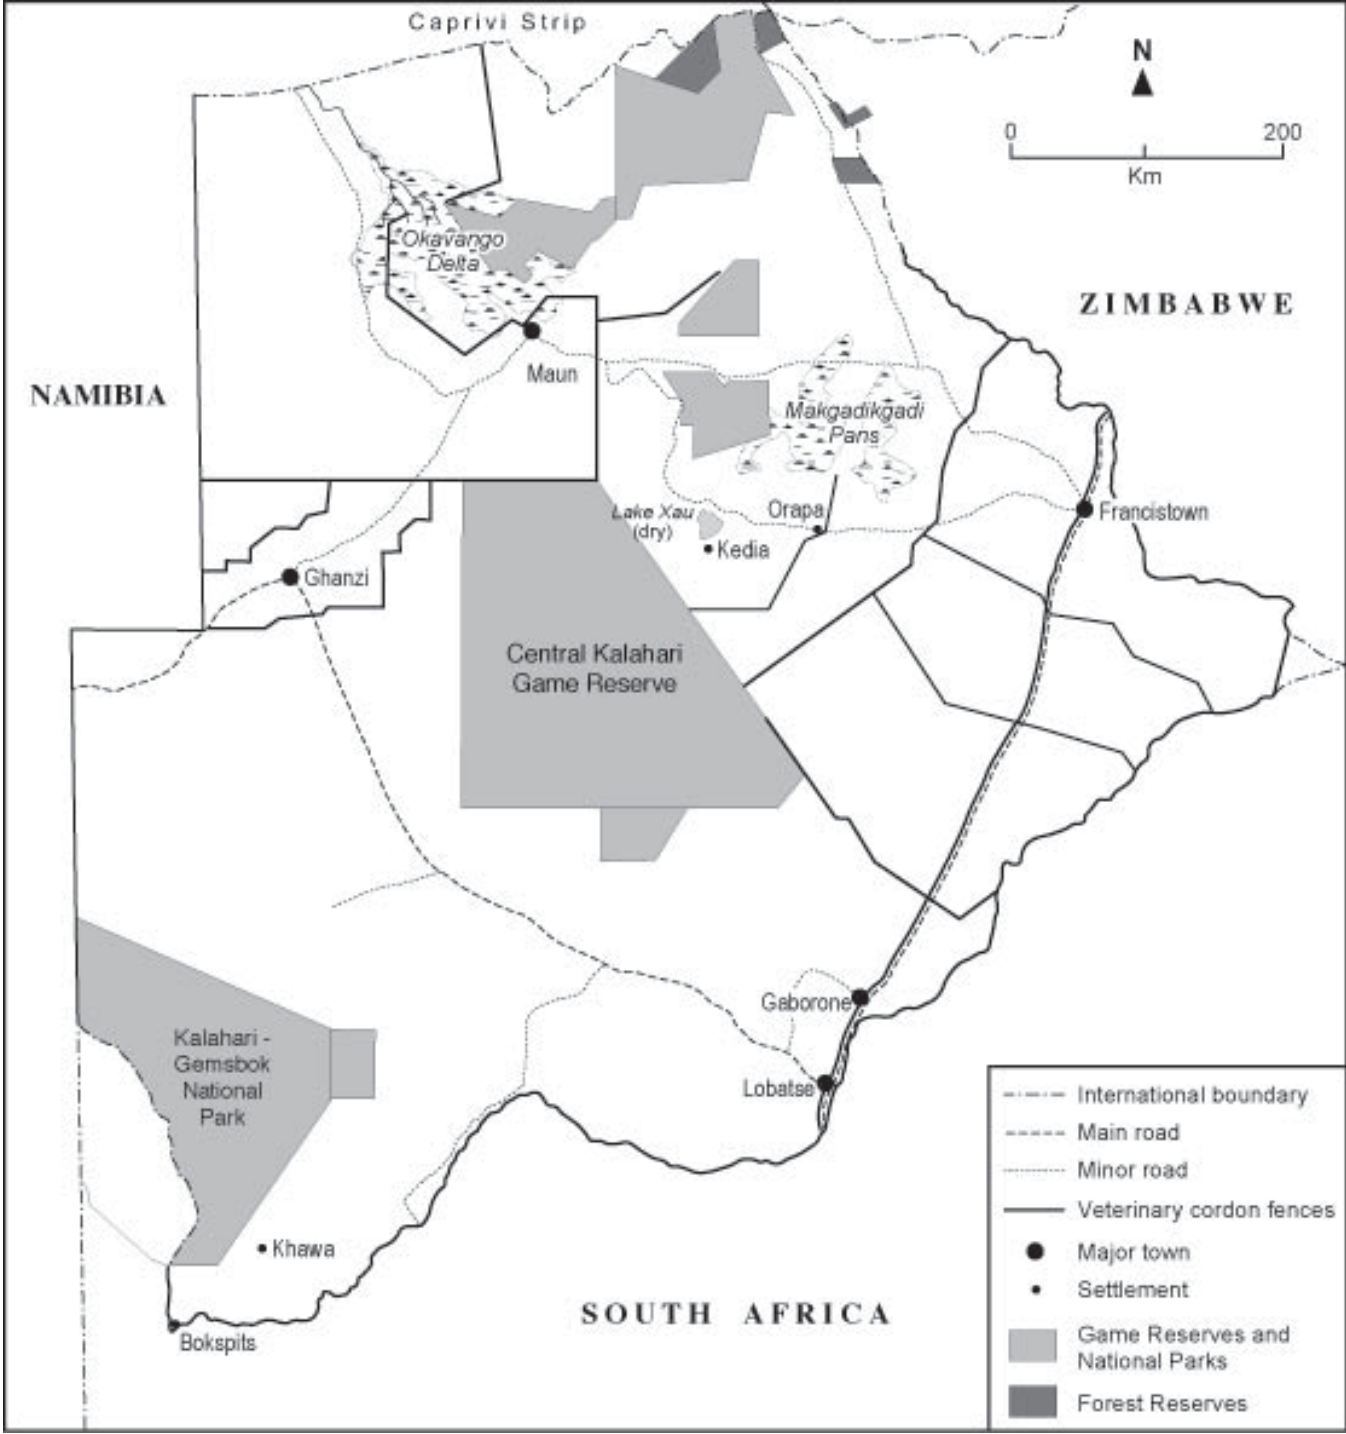 Caprivi Strip
N
0 200
Km
Okavango
Delta
ZIMBABWE
NAMIBIA
Maun
Makgadikgadi
Pans
Lake Xau
(dry)
Orapa
Francistown
Kedia
Ghanzi
Central Kalahari
Game Reserve
Gaborone
Kalahari -
Gemsbok
National
Park
Lobatse
Khawa
SOUTH AFRICA
Bokspits
International boundary
Main road
Minor road
Veterinary cordon fences
Major town
Settlement
Game Reserves and
National Parks
Forest Reserves